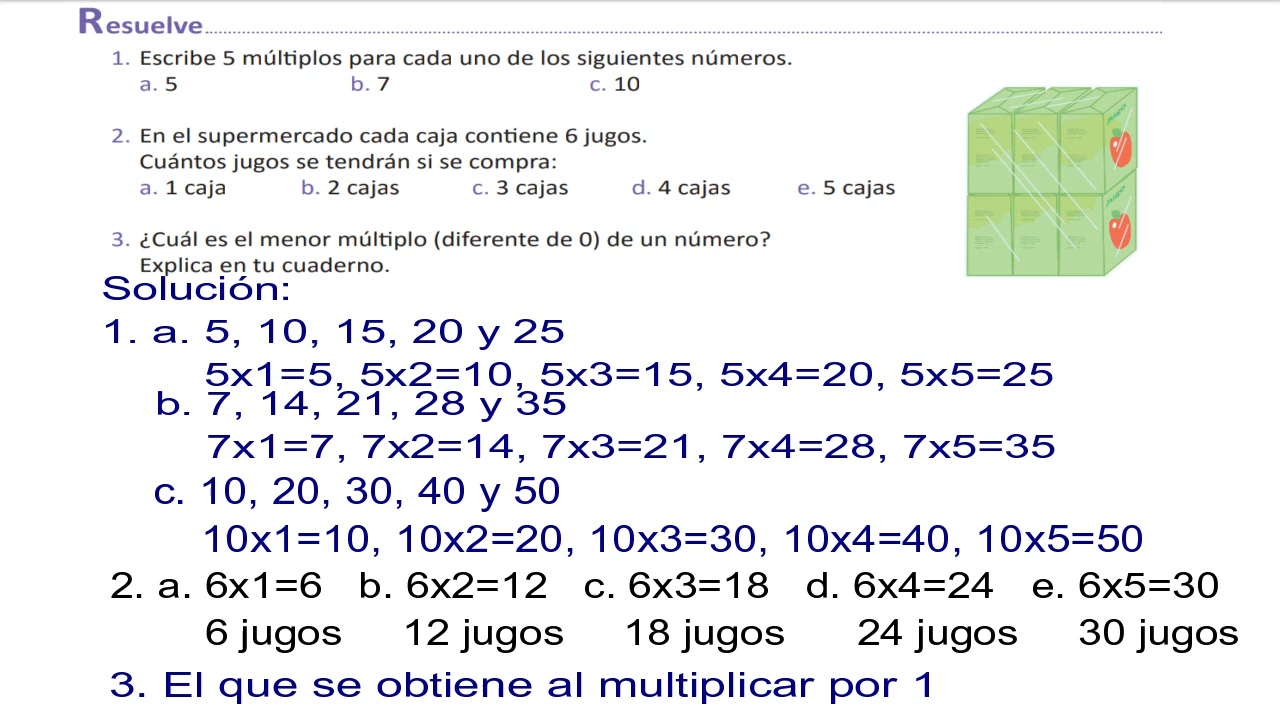 Resuelve
1. Escribe 5 múltiplos para cada uno de los siguientes números.
a. 5 b. 7 c. 10
2. En el supermercado cada caja contiene 6 jugos.
Cuántos jugos se tendrán si se compra:
a. 1 caja b. 2 cajas c. 3 cajas d. 4 cajas e. 5 cajas
jugo
jugo
3. ¿Cuál es el menor múltiplo (diferente de 0) de un número?
Explica en tu cuaderno.
Solución:
1. a. 5, 10, 15, 20 y 25
5x1=5, 5x2=10, 5x3=15, 5x4=20, 5x5=25
b. 7, 14, 21, 28 y 35
7x1=7, 7x2=14, 7x3=21, 7x4=28, 7x5=35
c. 10, 20, 30, 40 y 50
10x1=10, 10x2=20, 10x3=30, 10x4=40, 10x5=50
2. a. 6x1=6 b. 6x2=12 c. 6x3=18 d. 6x4=24 e. 6x5=30
6 jugos 12 jugos 18 jugos 24 jugos 30 jugos
3. El que se obtiene al multiplicar por 1